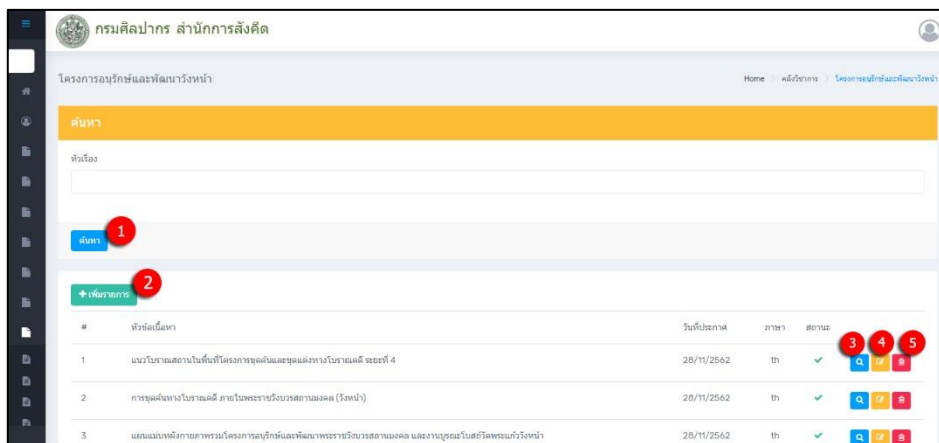 กรมศิลปากร สำนักการสังคีต
โครงการอนุรักษ์และพัฒนาวังหน้า
Home คลังวิชาการ โครงการอนุรักษ์และพัฒนาวังหน้า
ค้นหา
หัวเรื่อง
ค้นหา 1
+ เพิ่มรายการ 2
# หัวข้อเนื้อหา วันที่ประกาศ ภาษา สถานะ
3 4 5
1 แนวโบราณสถานในพื้นที่โครงการขุดค้นและขุดแต่งทางโบราณคดี ระยะที่ 4 28/11/2562 th
2 การขุดค้นทางโบราณคดี ภายในพระราชวังบวรสถานมงคล (วังหน้า) 28/11/2562 th
3 แผนแม่บทผังกายภาพรวมโครงการอนุรักษ์และพัฒนาพระราชวังบวรสถานมงคล และงานบูรณะโบสถ์วัดพระแก้ววังหน้า 28/11/2562 th